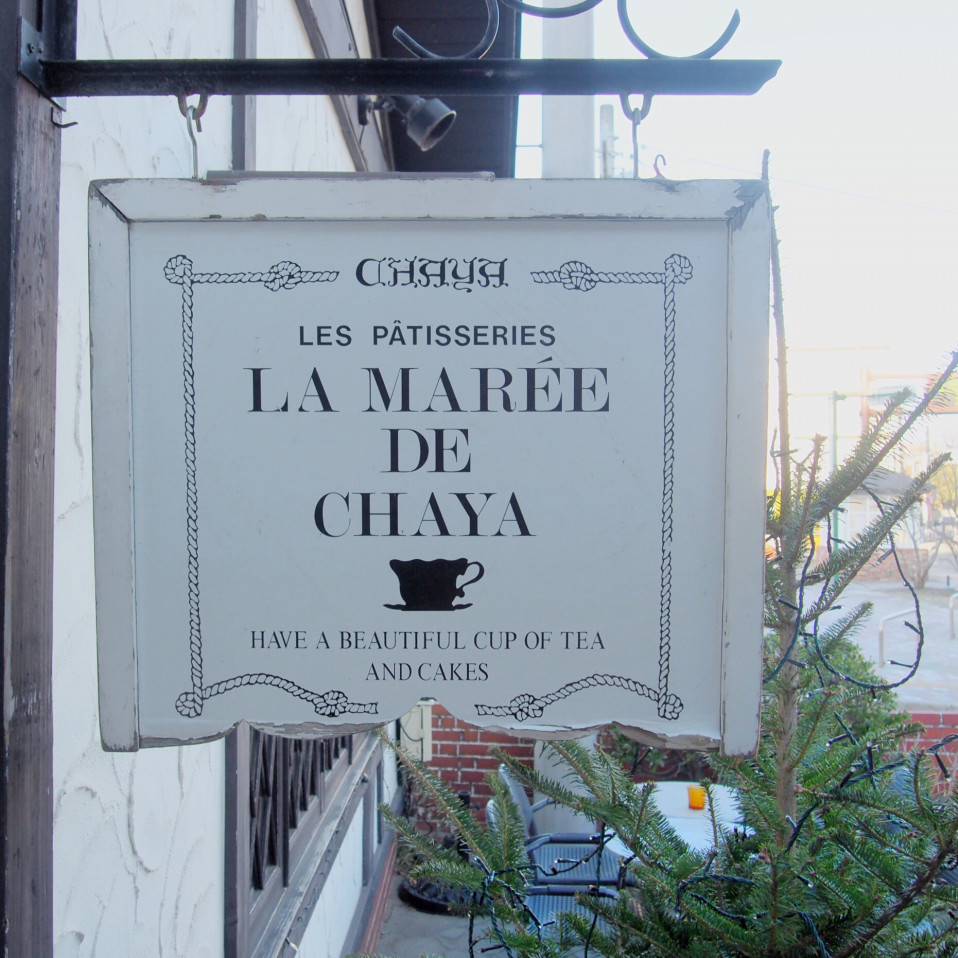 CHAYA
LES PÂTISSERIES
LA MARÉE
DE
CHAYA
HAVE A BEAUTIFUL CUP OF TEA
AND CAKES